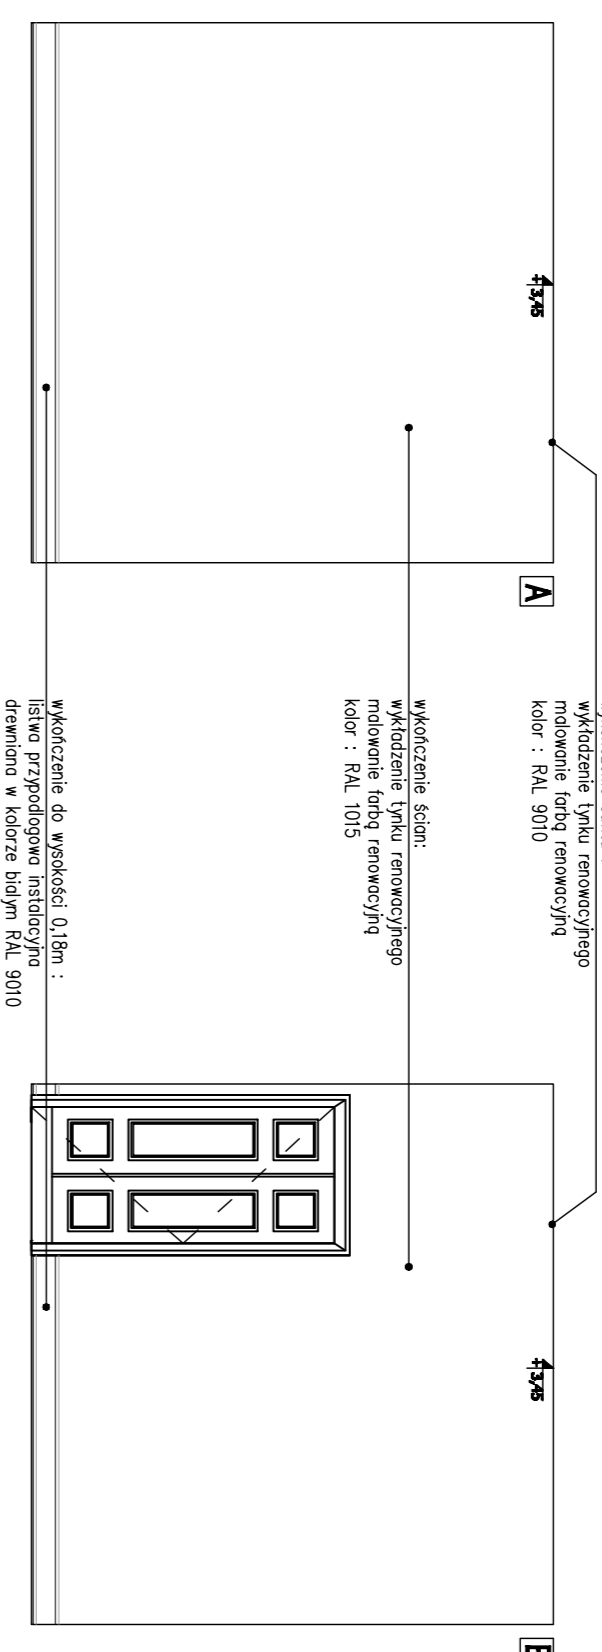 wykładzenie tynku renowacyjnego
malowanie farbą renowacyjną
kolor : RAL 9010
+3,45
A
wykończenie ścian:
wykładzenie tynku renowacyjnego
malowanie farbą renowacyjną
kolor : RAL 1015
+3,45
wykończenie do wysokości 0,18m :
listwa przypodłogowa instalacyjna
drewniana w kolorze białym RAL 9010